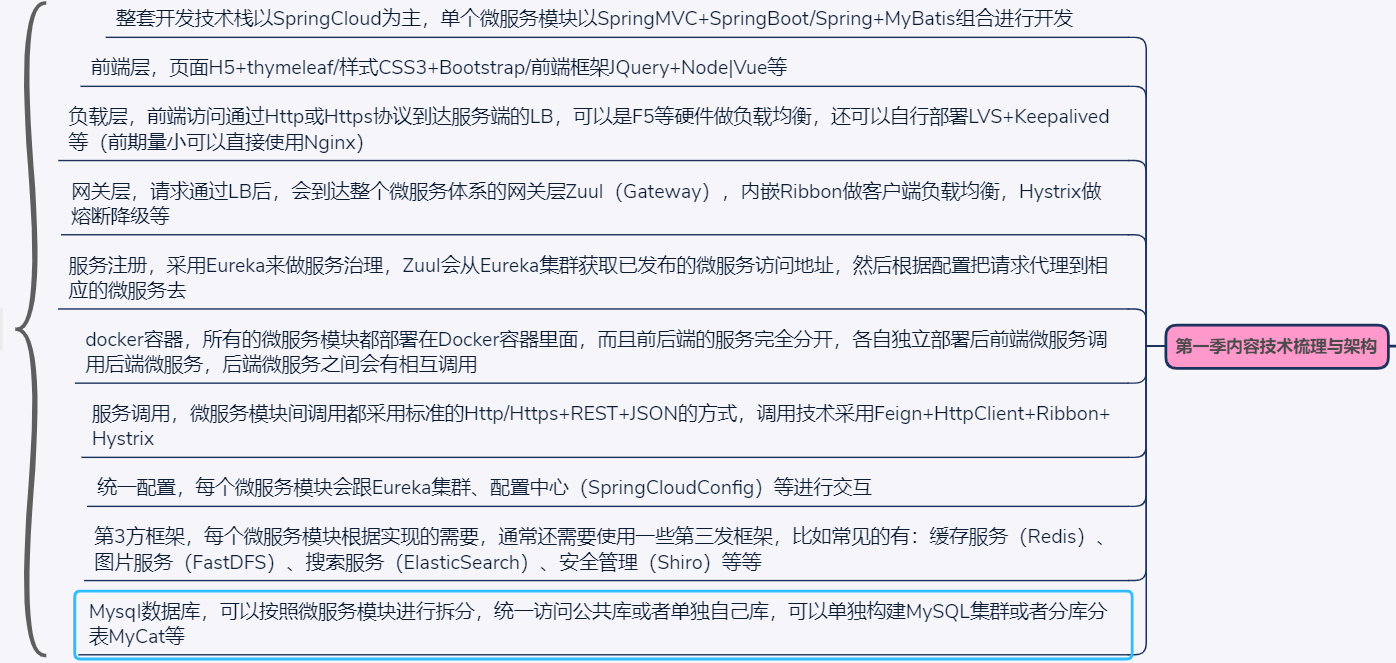 整套开发技术栈以SpringCloud为主，单个微服务模块以SpringMVC+SpringBoot/Spring+MyBatis组合进行开发
前端层，页面H5+thymeleaf/样式CSS3+Bootstrap/前端框架JQuery+Node|Vue等
负载层，前端访问通过Http或Https协议到达服务端的LB，可以是F5等硬件做负载均衡，还可以自行部署LVS+Keepalived
等（前期量小可以直接使用Nginx）
网关层，请求通过LB后，会到达整个微服务体系的网关层Zuul（Gateway），内嵌Ribbon做客户端负载均衡，Hystrix做
熔断降级等
服务注册，采用Eureka来做服务治理，Zuul会从Eureka集群获取已发布的微服务访问地址，然后根据配置把请求代理到相
应的微服务去
docker容器，所有的微服务模块都部署在Docker容器里面，而且前后端的服务完全分开，各自独立部署后前端微服务调
用后端微服务，后端微服务之间会有相互调用
服务调用，微服务模块间调用都采用标准的Http/Https+REST+JSON的方式，调用技术采用Feign+HttpClient+Ribbon+
Hystrix
统一配置，每个微服务模块会跟Eureka集群、配置中心（SpringCloudConfig）等进行交互
第3方框架，每个微服务模块根据实现的需要，通常还需要使用一些第三发框架，比如常见的有：缓存服务（Redis）、
图片服务（FastDFS）、搜索服务（ElasticSearch）、安全管理（Shiro）等等
Mysql数据库，可以按照微服务模块进行拆分，统一访问公共库或者单独自己库，可以单独构建MySQL集群或者分库分
表MyCat等
第一季内容技术梳理与架构